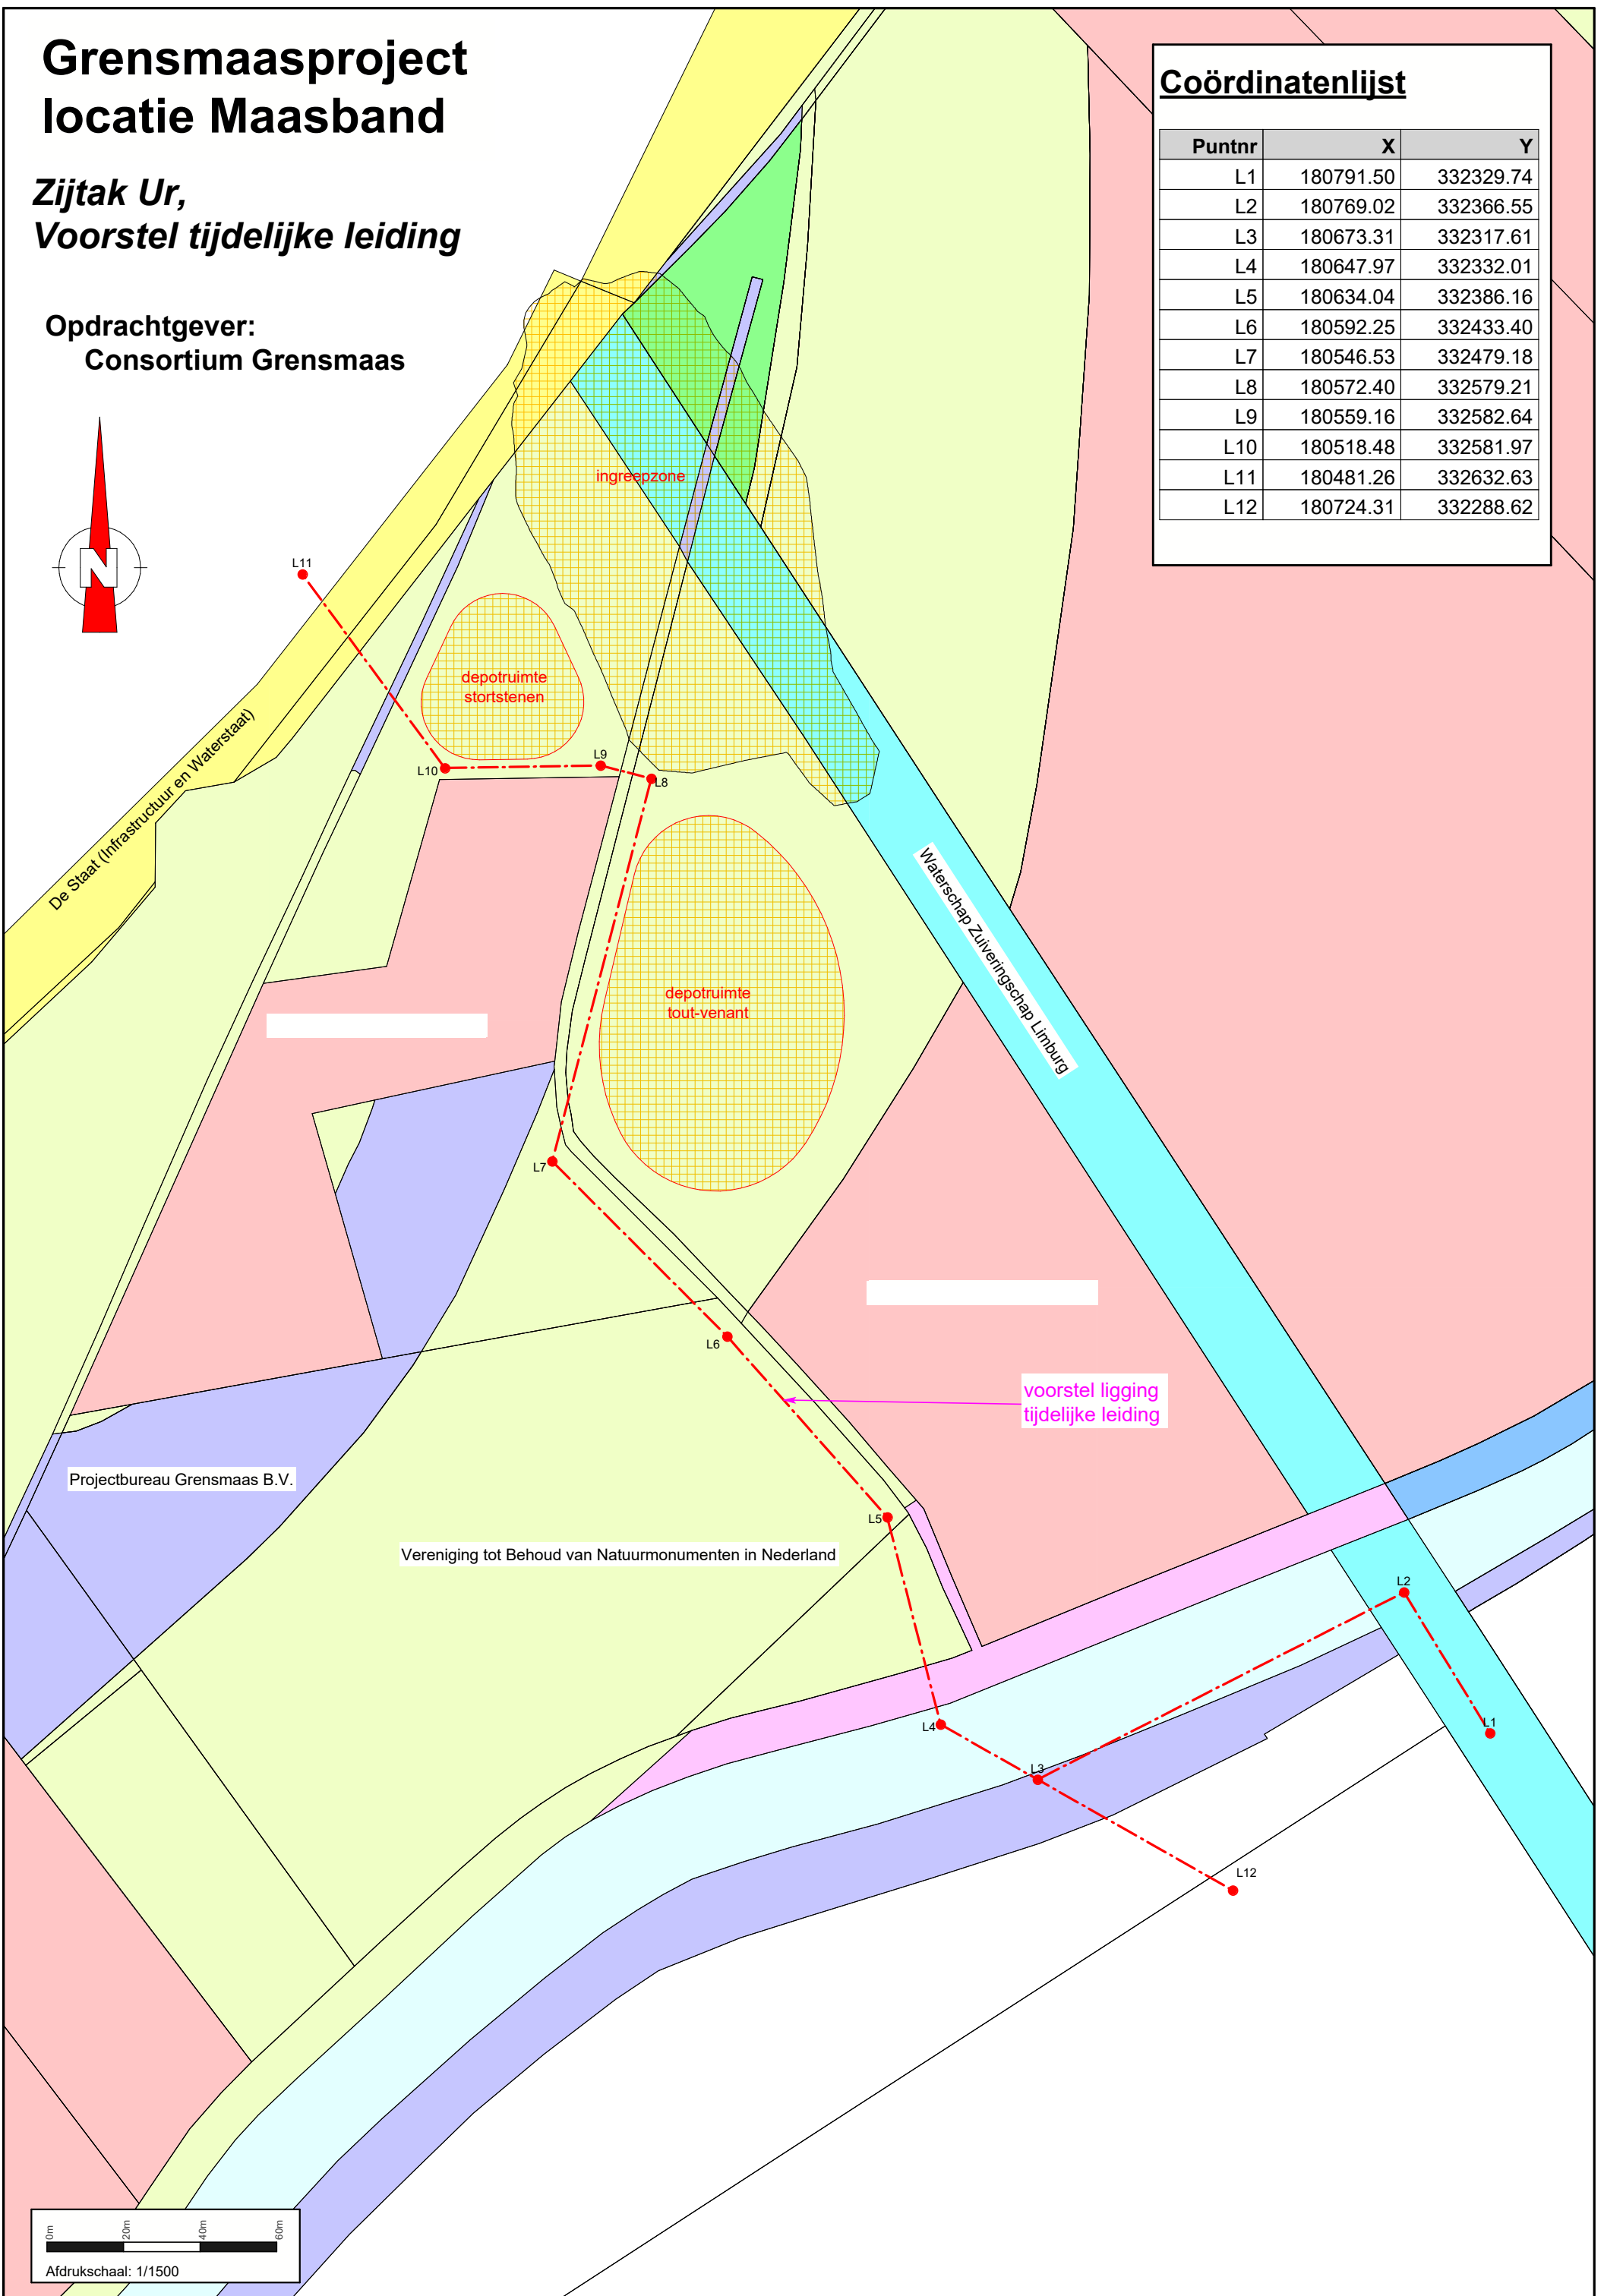 Grensmaasproject
locatie Maasband
Zijtak Ur,
Voorstel tijdelijke leiding
Opdrachtgever:
Consortium Grensmaas
N
Coördinatenlijst
Puntnr X Y
L1 180791.50 332329.74
L2 180769.02 332366.55
L3 180673.31 332317.61
L4 180647.97 332332.01
L5 180634.04 332386.16
L6 180592.25 332433.40
L7 180546.53 332479.18
L8 180572.40 332579.21
L9 180559.16 332582.64
L10 180518.48 332581.97
L11 180481.26 332632.63
L12 180724.31 332288.62
ingreepzone
L11
depotruimte
stortstenen
De Staat (Infrastructuur en Waterstaat)
L9
L10
L8
Waterschap Zuiveringschap Limburg
depotruimte
tout-venant
L7
L6
voorstel ligging
tijdelijke leiding
Projectbureau Grensmaas B.V.
L5
Vereniging tot Behoud van Natuurmonumenten in Nederland
L2
L4
L1
L3
L12
0m 20m 40m 60m
Afdrukschaal: 1/1500